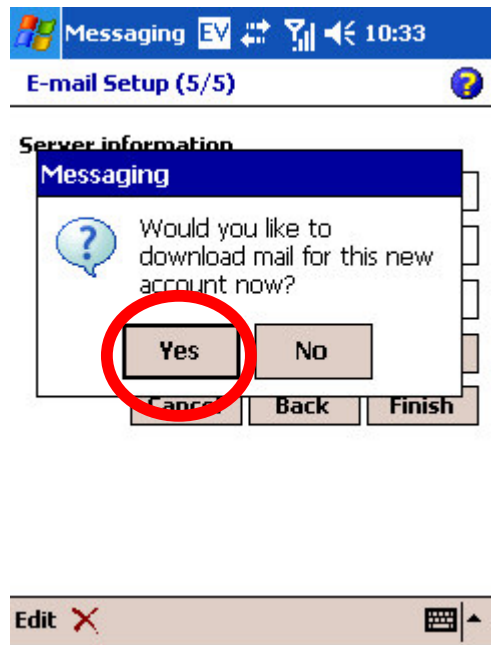 Messaging EV 10:33
E-mail Setup (5/5)
Server information
Messaging
Would you like to
download mail for this new
account now?
Yes No
Cancel Back Finish
Edit